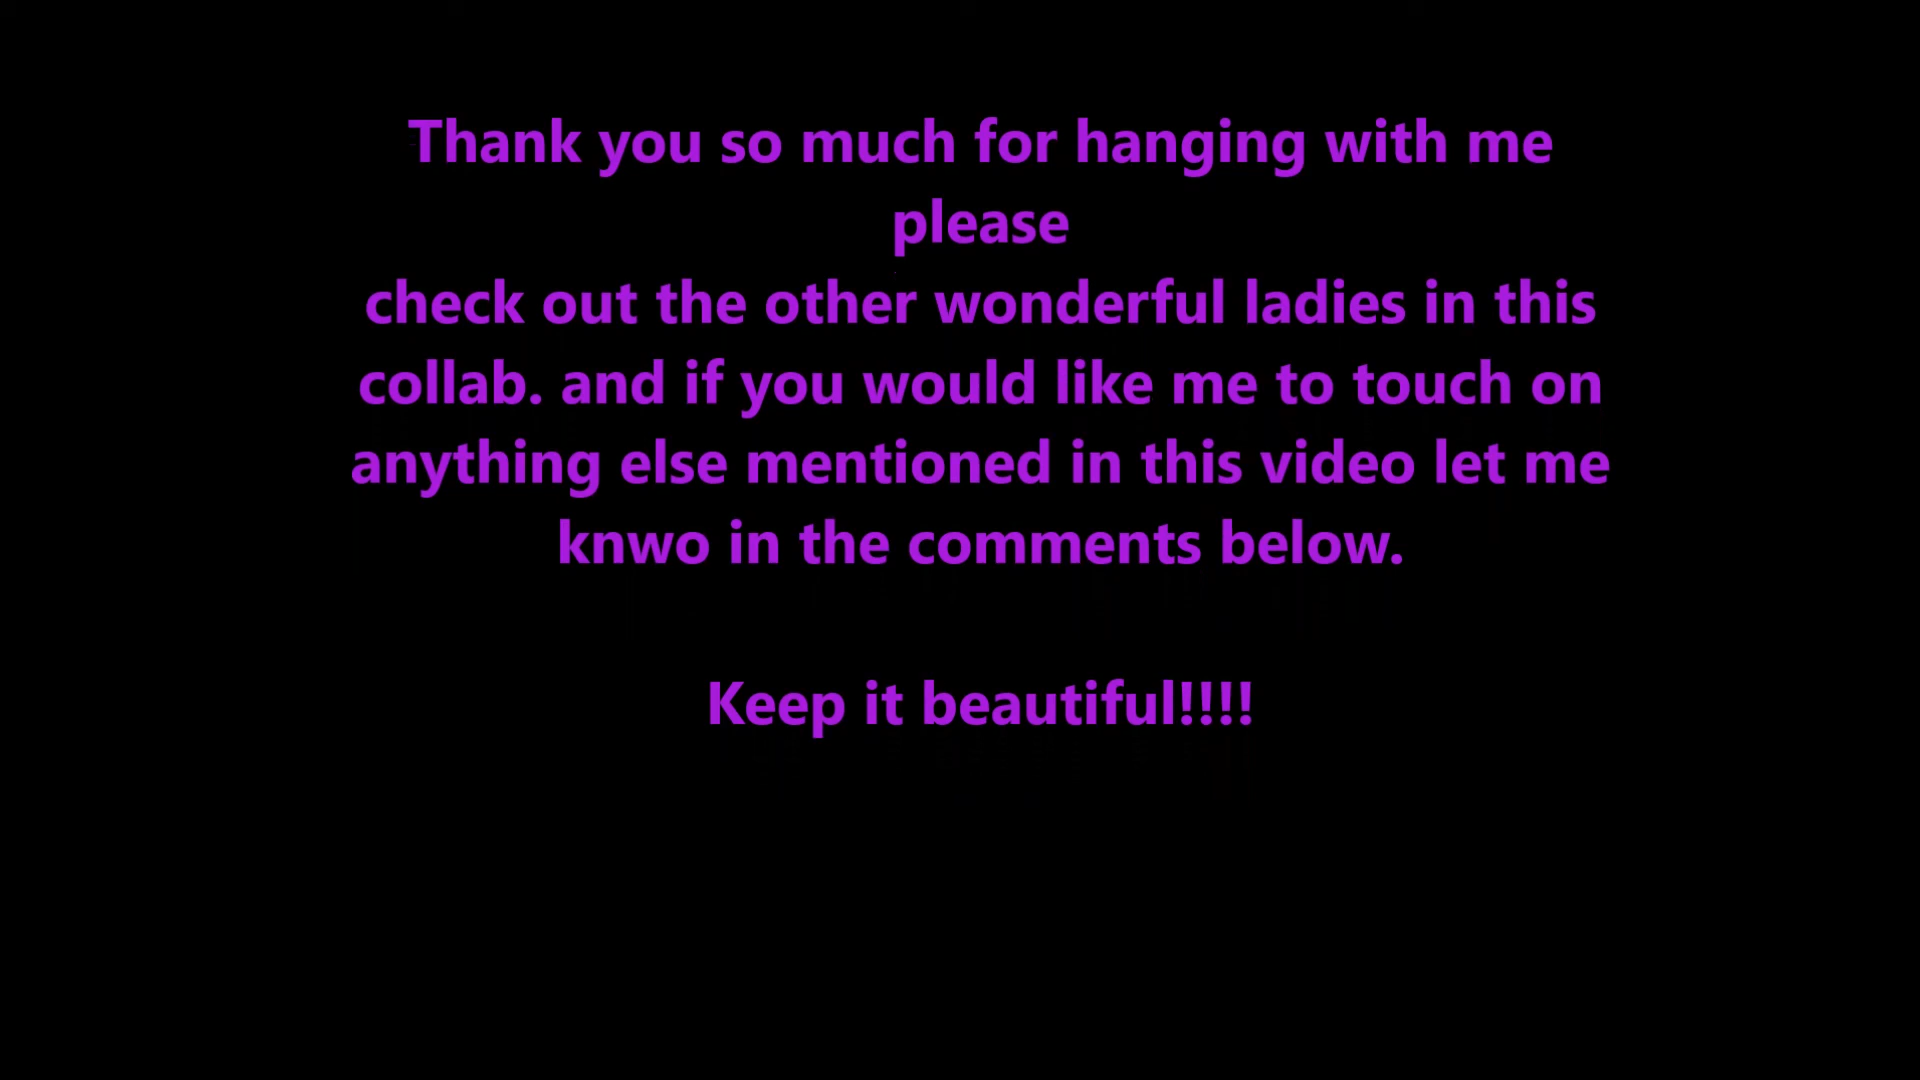 Thank you so much for hanging with me
please
check out the other wonderful ladies in this
collab. and if you would like me to touch on
anything else mentioned in this video let me
knwo in the comments below.
Keep it beautiful!!!!